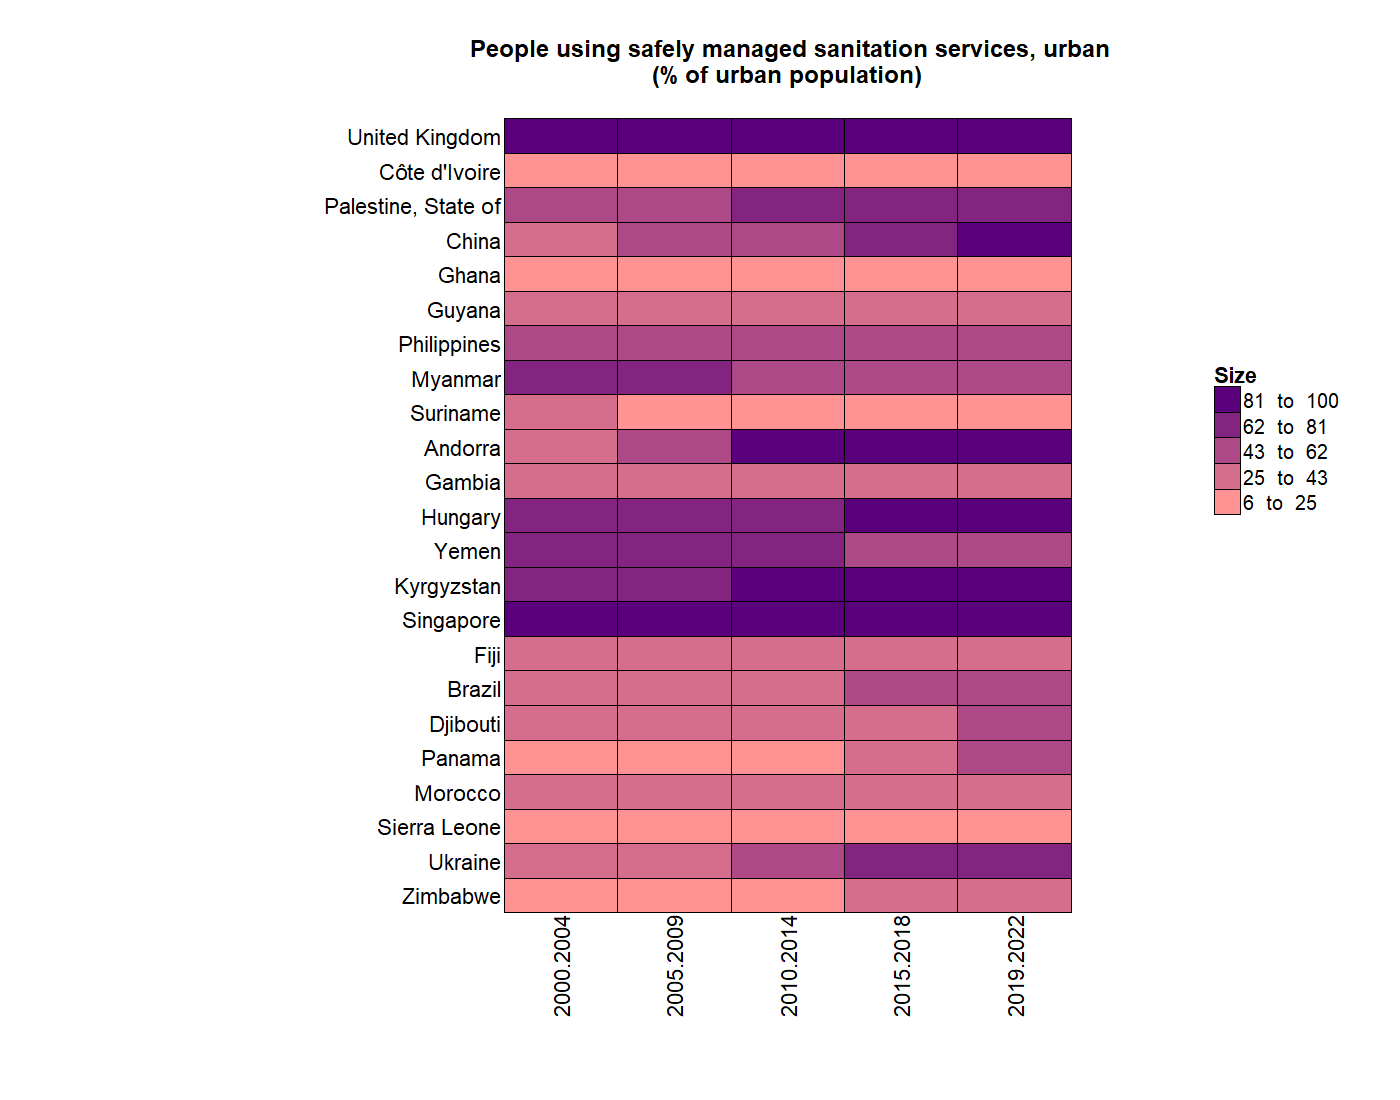 People using safely managed sanitation services, urban
(% of urban population)
United Kingdom
Côte d'Ivoire
Palestine, State of
China
Ghana
Guyana
Philippines
Myanmar
Suriname
Andorra
Gambia
Hungary
Yemen
Kyrgyzstan
Singapore
Fiji
Brazil
Djibouti
Panama
Morocco
Sierra Leone
Ukraine
Zimbabwe
2000.2004
2005.2009
2010.2014
2015.2018
2019.2022
Size
81 to 100
62 to 81
43 to 62
25 to 43
6 to 25